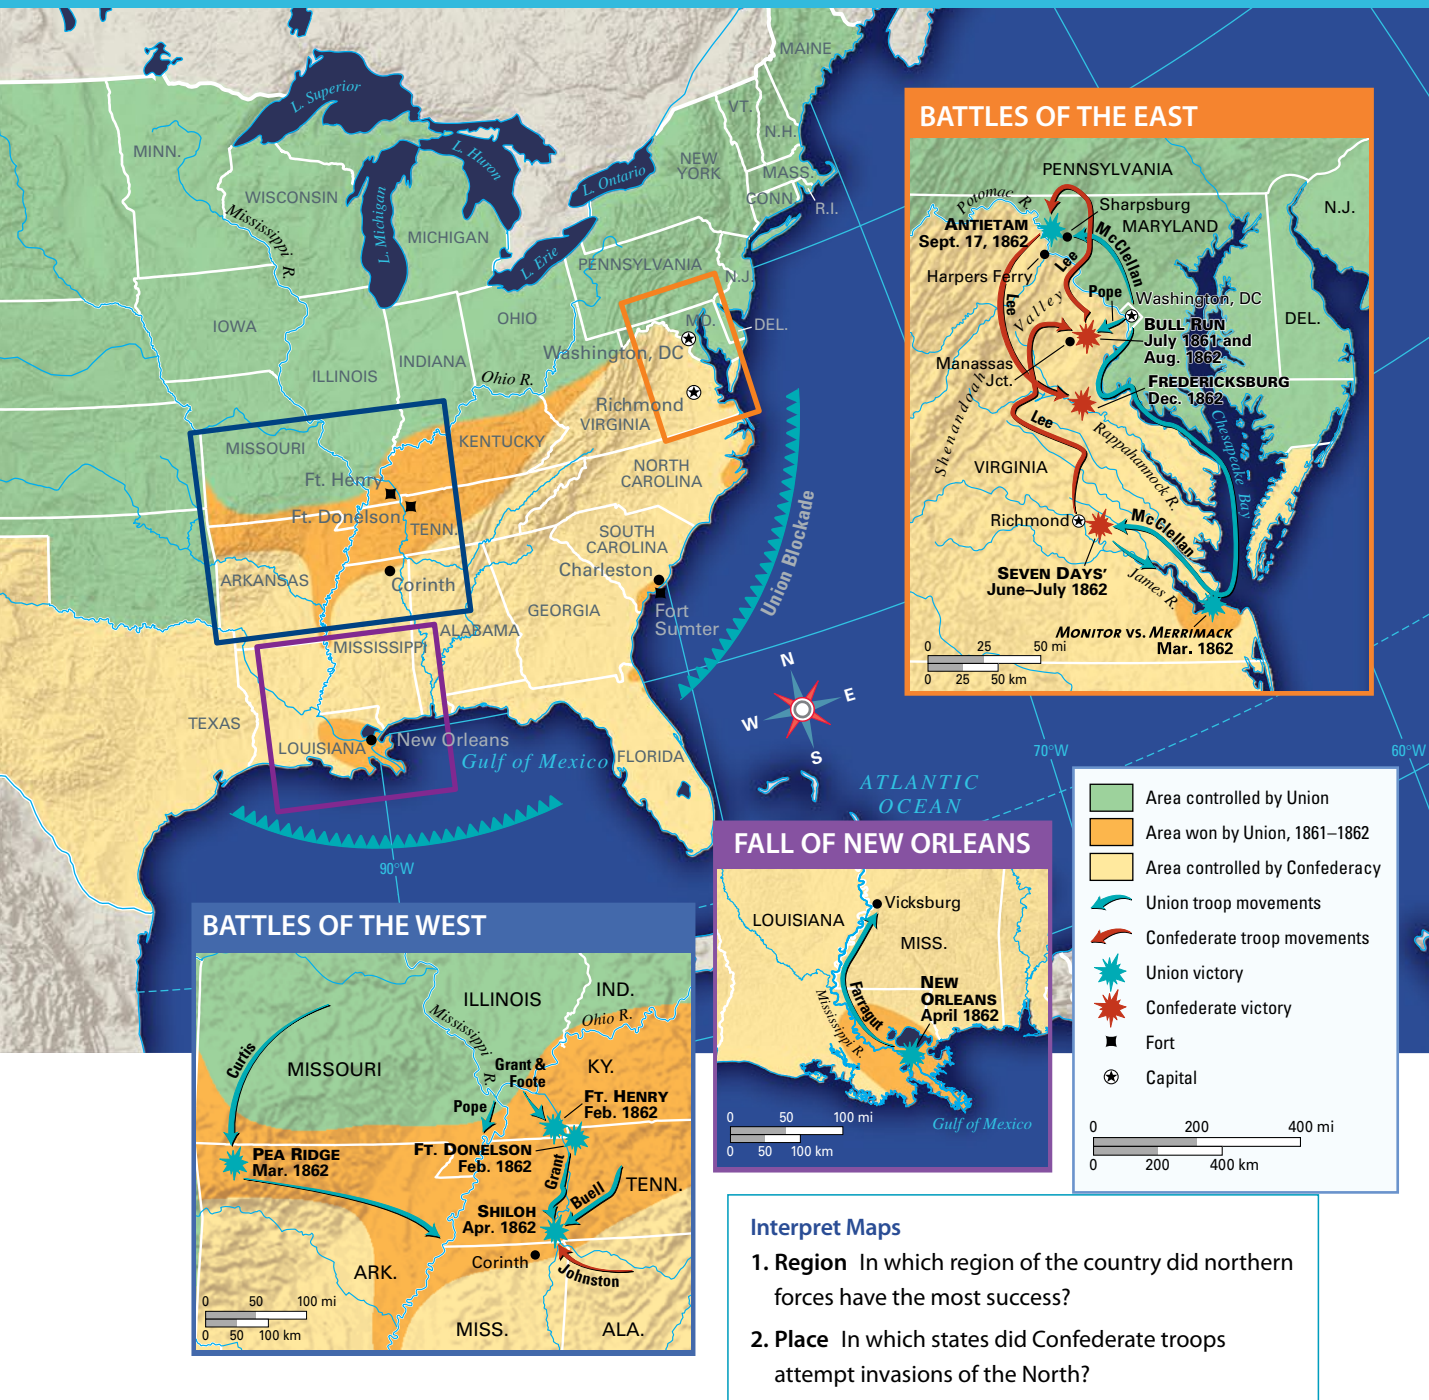 MAINE
VT.
N.H.
MASS.
CONN.
R.I.
NEW
YORK
L. Superior
L. Huron
L. Ontario
L. Michigan
L. Erie
MINN.
WISCONSIN
Mississippi R.
MICHIGAN
PENNSYLVANIA
N.J.
IOWA
OHIO
MD.
DEL.
Washington, DC
ILLINOIS
INDIANA
Ohio R.
Richmond
VIRGINIA
MISSOURI
KENTUCKY
Ft. Henry
NORTH
CAROLINA
Ft. Donelson
TENN.
SOUTH
CAROLINA
Charleston
ARKANSAS
Corinth
GEORGIA
Fort
Sumter
ALABAMA
MISSISSIPPI
Union Blockade
TEXAS
LOUISIANA
New Orleans
Gulf of Mexico
FLORIDA
N
E
W
S
ATLANTIC
OCEAN
90°W
70°W
60°W
BATTLES OF THE EAST
PENNSYLVANIA
Potomac R.
Sharpsburg
N.J.
ANTIETAM
Sept. 17, 1862
MARYLAND
McClellan
Harpers Ferry
Lee
Lee
Pope
Washington, DC
Valley
BULL RUN
July 1861 and
Aug. 1862
DEL.
Manassas
Jct.
FREDERICKSBURG
Dec. 1862
Shenandoah
Lee
Rappahannock R.
Chesapeake Bay
VIRGINIA
Richmond
McClellan
SEVEN DAYS'
June–July 1862
James R.
MONITOR VS. MERRIMACK
Mar. 1862
0 25 50 mi
0 25 50 km
BATTLES OF THE WEST
ILLINOIS
IND.
Mississippi R.
Ohio R.
Curtis
MISSOURI
Grant &
Foote
KY.
Pope
FT. HENRY
Feb. 1862
PEA RIDGE
Mar. 1862
FT. DONELSON
Feb. 1862
Grant
Buell
TENN.
SHILOH
Apr. 1862
Corinth
Johnston
ARK.
MISS.
ALA.
0 50 100 mi
0 50 100 km
FALL OF NEW ORLEANS
Vicksburg
LOUISIANA
MISS.
NEW
ORLEANS
April 1862
Farragut
Mississippi R.
Gulf of Mexico
0 50 100 mi
0 50 100 km
Area controlled by Union
Area won by Union, 1861–1862
Area controlled by Confederacy
Union troop movements
Confederate troop movements
Union victory
Confederate victory
Fort
Capital
0 200 400 mi
0 200 400 km
Interpret Maps
1. Region In which region of the country did northern
forces have the most success?
2. Place In which states did Confederate troops
attempt invasions of the North?